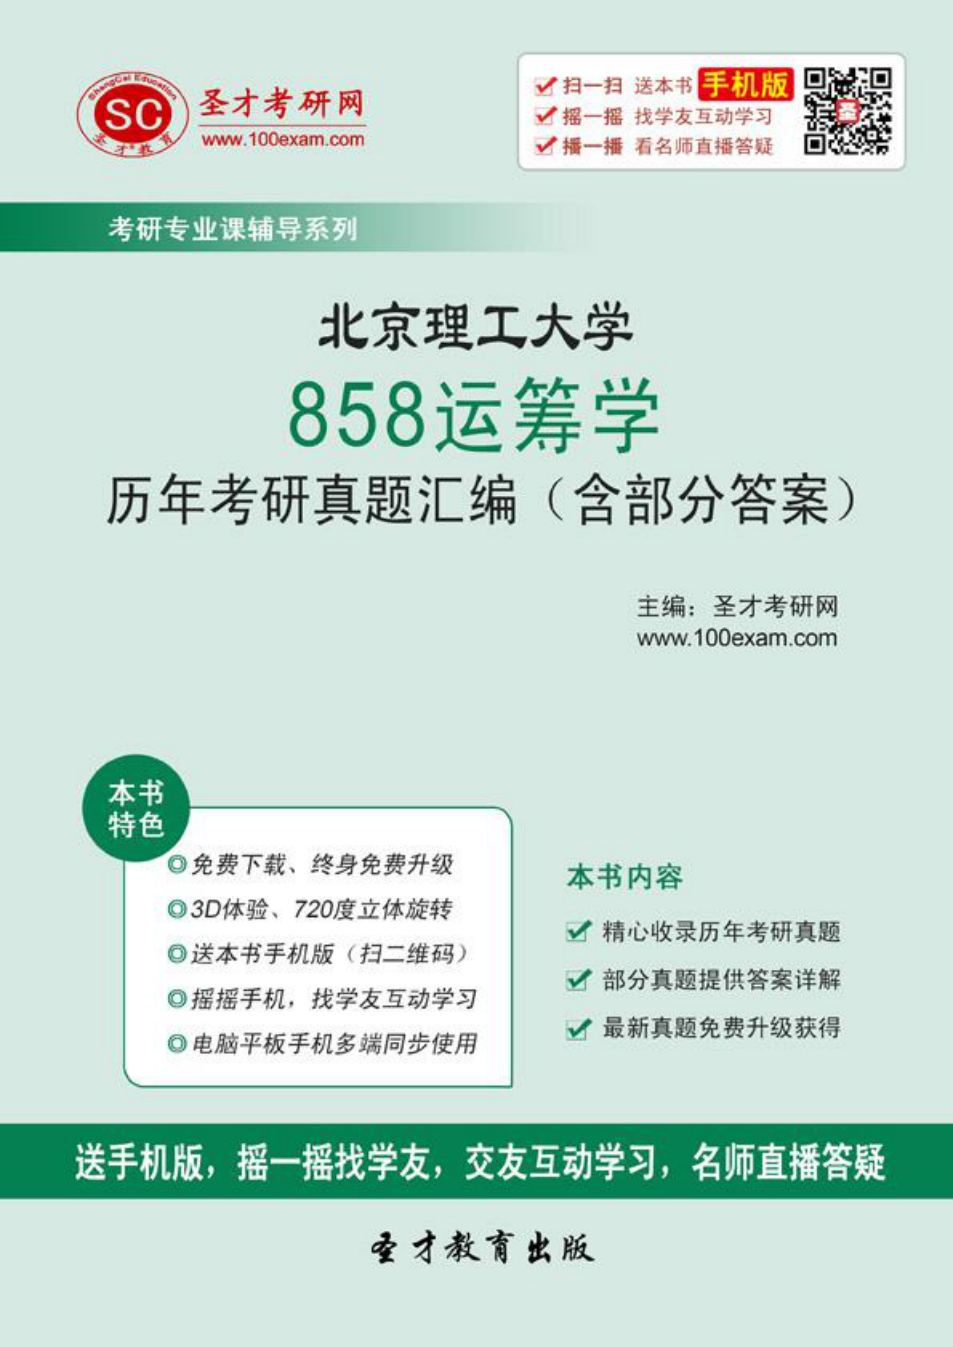 ShengCai Education
SC
圣才教育
圣才考研网
www.100exam.com
扫一扫 送本书 手机版
摇一摇 找学友互动学习
播一播 看名师直播答疑
圣
考研专业课辅导系列
北京理工大学
858运筹学
历年考研真题汇编（含部分答案）
主编：圣才考研网
www.100exam.com
本书
特色
◎免费下载、终身免费升级
◎3D体验、720度立体旋转
◎送本书手机版（扫二维码）
◎摇摇手机，找学友互动学习
◎电脑平板手机多端同步使用
本书内容
精心收录历年考研真题
部分真题提供答案详解
最新真题免费升级获得
送手机版，摇一摇找学友，交友互动学习，名师直播答疑
圣才教育出版